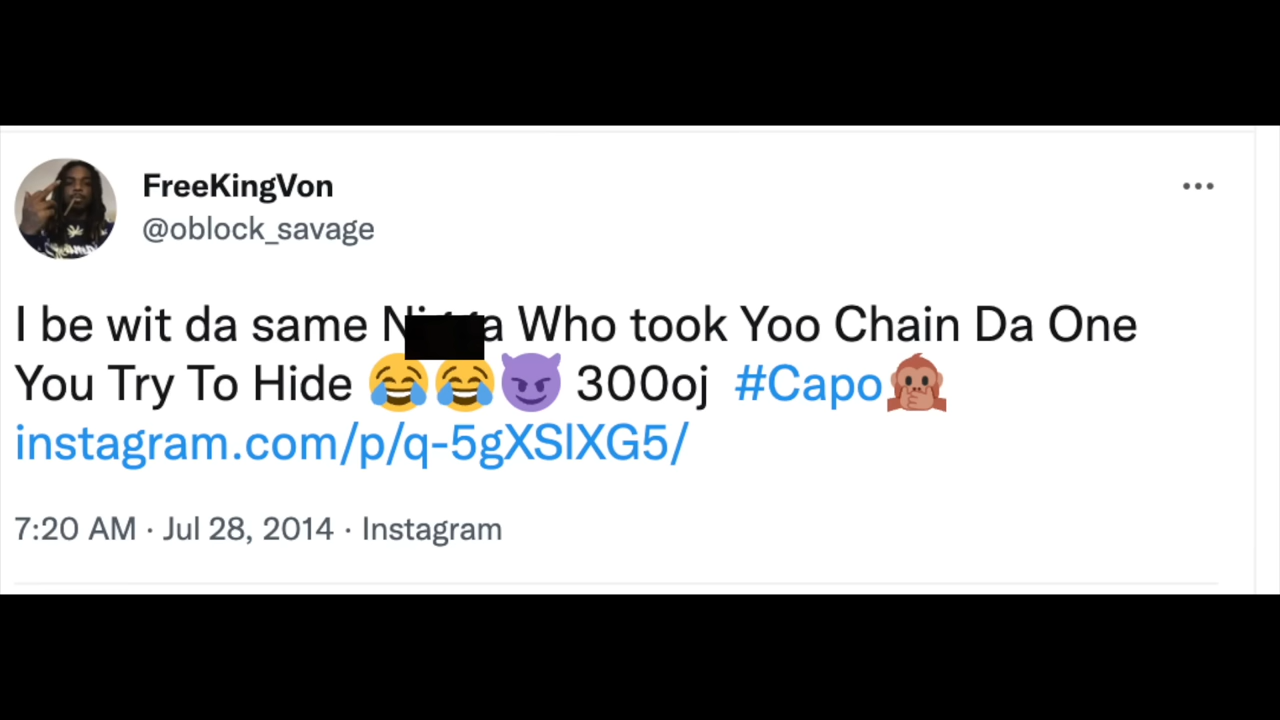 FreeKingVon
@oblock_savage
I be wit da same Nigga Who took Yoo Chain Da One
You Try To Hide 😂😂😈 300oj #Capo🙊
instagram.com/p/q-5gXSlXG5/
7:20 AM · Jul 28, 2014 · Instagram